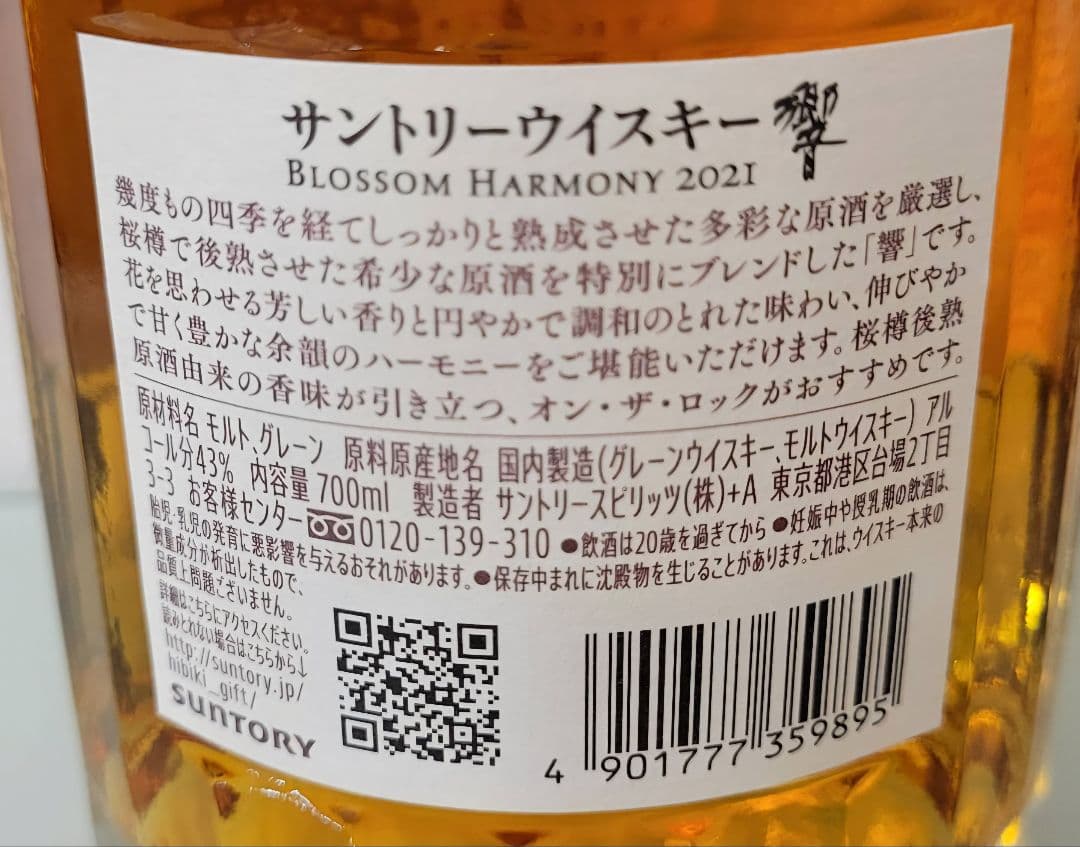 サントリーウイスキー 響
BLOSSOM HARMONY 2021
幾度もの四季を経てしっかりと熟成させた多彩な原酒を厳選し、
桜樽で後熟させた希少な原酒を特別にブレンドした「響」です。
花を思わせる芳しい香りと円やかで調和のとれた味わい、伸びやか
で甘く豊かな余韻のハーモニーをご堪能いただけます。桜樽後熟
原酒由来の香味が引き立つ、オン・ザ・ロックがおすすめです。
原材料名 モルト、グレーン 原料原産地名 国内製造(グレーンウイスキー、モルトウイスキー) アル
コール分43% 内容量 700ml 製造者 サントリースピリッツ(株)+A 東京都港区台場2丁目
3-3 お客様センター 0120-139-310 ●飲酒は20歳を過ぎてから ●妊娠中や授乳期の飲酒は、
胎児・乳児の発育に悪影響を与えるおそれがあります。●保存中まれに沈殿物を生じることがあります。これは、ウイスキー本来の
微量成分が析出したもので、
品質上問題ございません。
詳細はこちらにアクセスください。
読みとれない場合はこちらから↓
http://suntory.jp/
hibiki_gift/
SUNTORY
4 901777 359895